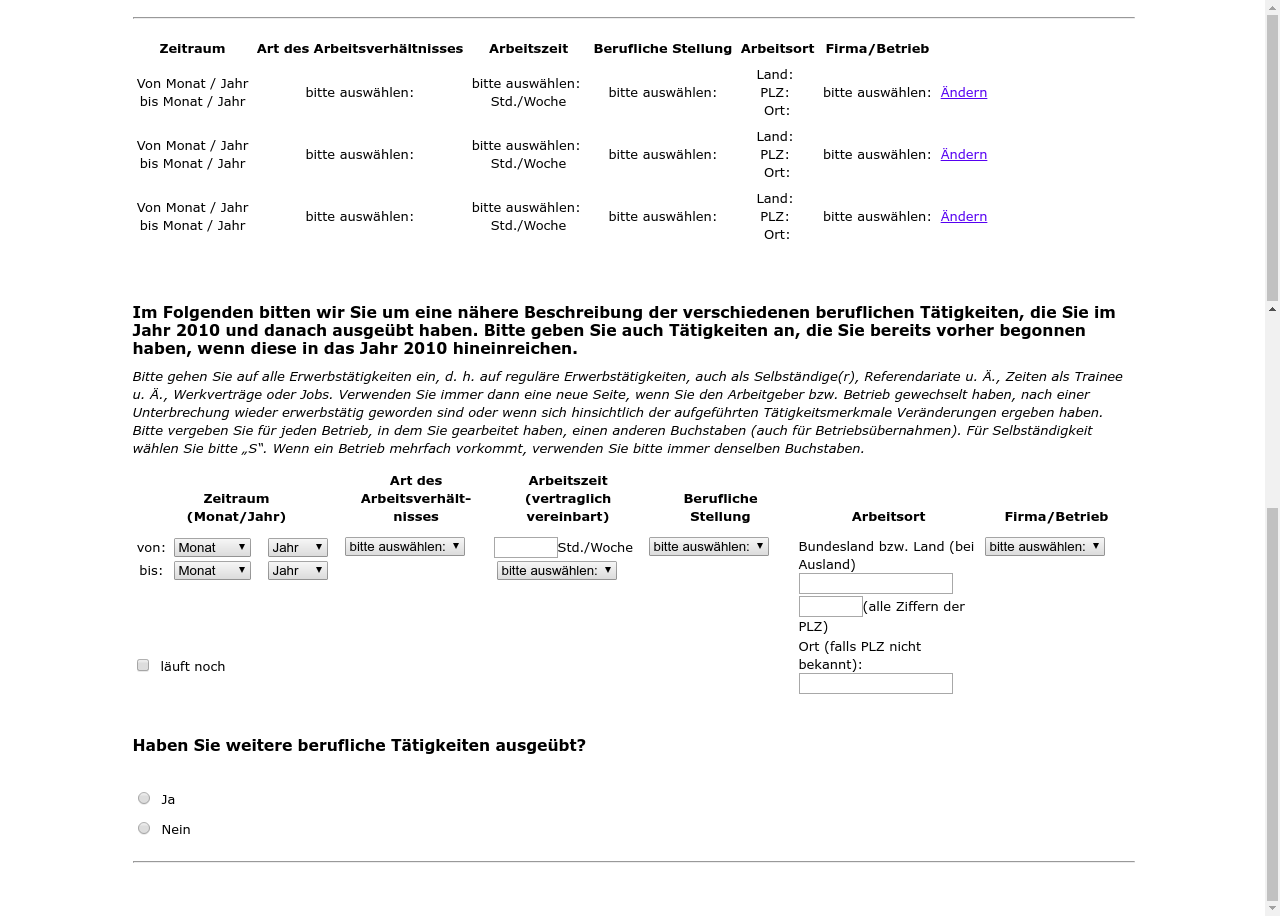 Zeitraum Art des Arbeitsverhältnisses Arbeitszeit Berufliche Stellung Arbeitsort Firma/Betrieb
Von Monat / Jahr
bis Monat / Jahr
bitte auswählen:
bitte auswählen:
Std./Woche
bitte auswählen:
Land:
PLZ:
Ort:
bitte auswählen:
Ändern
Von Monat / Jahr
bis Monat / Jahr
bitte auswählen:
bitte auswählen:
Std./Woche
bitte auswählen:
Land:
PLZ:
Ort:
bitte auswählen:
Ändern
Von Monat / Jahr
bis Monat / Jahr
bitte auswählen:
bitte auswählen:
Std./Woche
bitte auswählen:
Land:
PLZ:
Ort:
bitte auswählen:
Ändern
Im Folgenden bitten wir Sie um eine nähere Beschreibung der verschiedenen beruflichen Tätigkeiten, die Sie im
Jahr 2010 und danach ausgeübt haben. Bitte geben Sie auch Tätigkeiten an, die Sie bereits vorher begonnen
haben, wenn diese in das Jahr 2010 hineinreichen.
Bitte gehen Sie auf alle Erwerbstätigkeiten ein, d. h. auf reguläre Erwerbstätigkeiten, auch als Selbständige(r), Referendariate u. Ä., Zeiten als Trainee
u. Ä., Werkverträge oder Jobs. Verwenden Sie immer dann eine neue Seite, wenn Sie den Arbeitgeber bzw. Betrieb gewechselt haben, nach einer
Unterbrechung wieder erwerbstätig geworden sind oder wenn sich hinsichtlich der aufgeführten Tätigkeitsmerkmale Veränderungen ergeben haben.
Bitte vergeben Sie für jeden Betrieb, in dem Sie gearbeitet haben, einen anderen Buchstaben (auch für Betriebsübernahmen). Für Selbständigkeit
wählen Sie bitte „S“. Wenn ein Betrieb mehrfach vorkommt, verwenden Sie bitte immer denselben Buchstaben.
Zeitraum
(Monat/Jahr)
Art des
Arbeitsverhält-
nisses
Arbeitszeit
(vertraglich
vereinbart)
Berufliche
Stellung
Arbeitsort
Firma/Betrieb
von: Monat Jahr
bis: Monat Jahr
läuft noch
bitte auswählen:
Std./Woche
bitte auswählen:
bitte auswählen:
Bundesland bzw. Land (bei
Ausland)
(alle Ziffern der
PLZ)
Ort (falls PLZ nicht
bekannt):
bitte auswählen:
Haben Sie weitere berufliche Tätigkeiten ausgeübt?
Ja
Nein